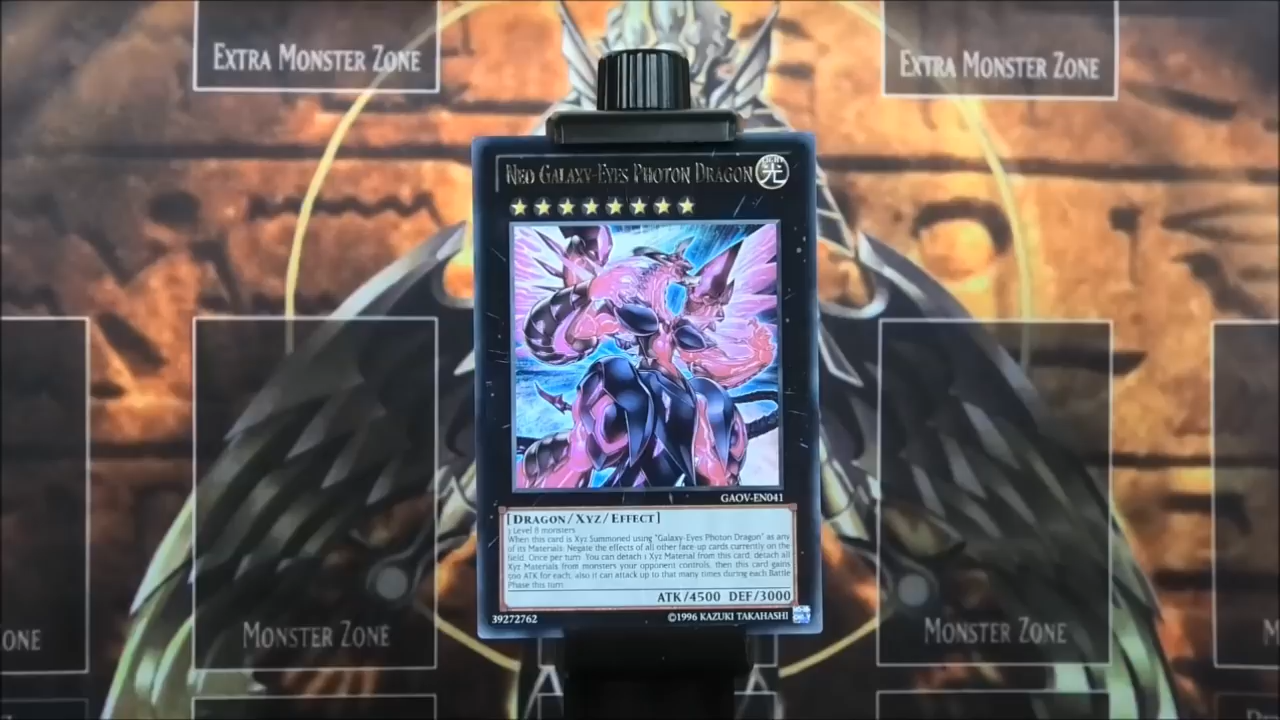 EXTRA MONSTER ZONE
EXTRA MONSTER ZONE
NEO GALAXY-EYES PHOTON DRAGON
LIGHT
光
GAOV-EN041
[DRAGON/XYZ/EFFECT]
3 Level 8 monsters
When this card is Xyz Summoned using "Galaxy-Eyes Photon Dragon" as any
of its Materials: Negate the effects of all other face-up cards currently on the
field. Once per turn: You can detach 1 Xyz Material from this card; detach all
Xyz Materials from monsters your opponent controls, then this card gains
500 ATK for each, also it can attack up to that many times during each Battle
Phase this turn.
ATK/4500 DEF/3000
39272762
©1996 KAZUKI TAKAHASHI
ONE
MONSTER ZONE
MONSTER ZONE
M